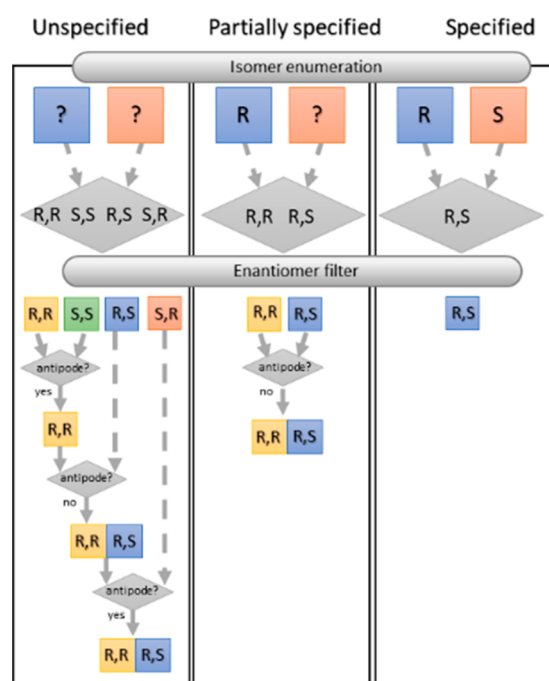 Unspecified Partially specified Specified
Isomer enumeration
? ? R ? R S
R,R S,S R,S S,R R,R R,S R,S
Enantiomer filter
R,R S,S R,S S,R R,R R,S R,S
antipode? antipode?
yes no
R,R R,R R,S
antipode?
no
R,R R,S
antipode?
yes
R,R R,S